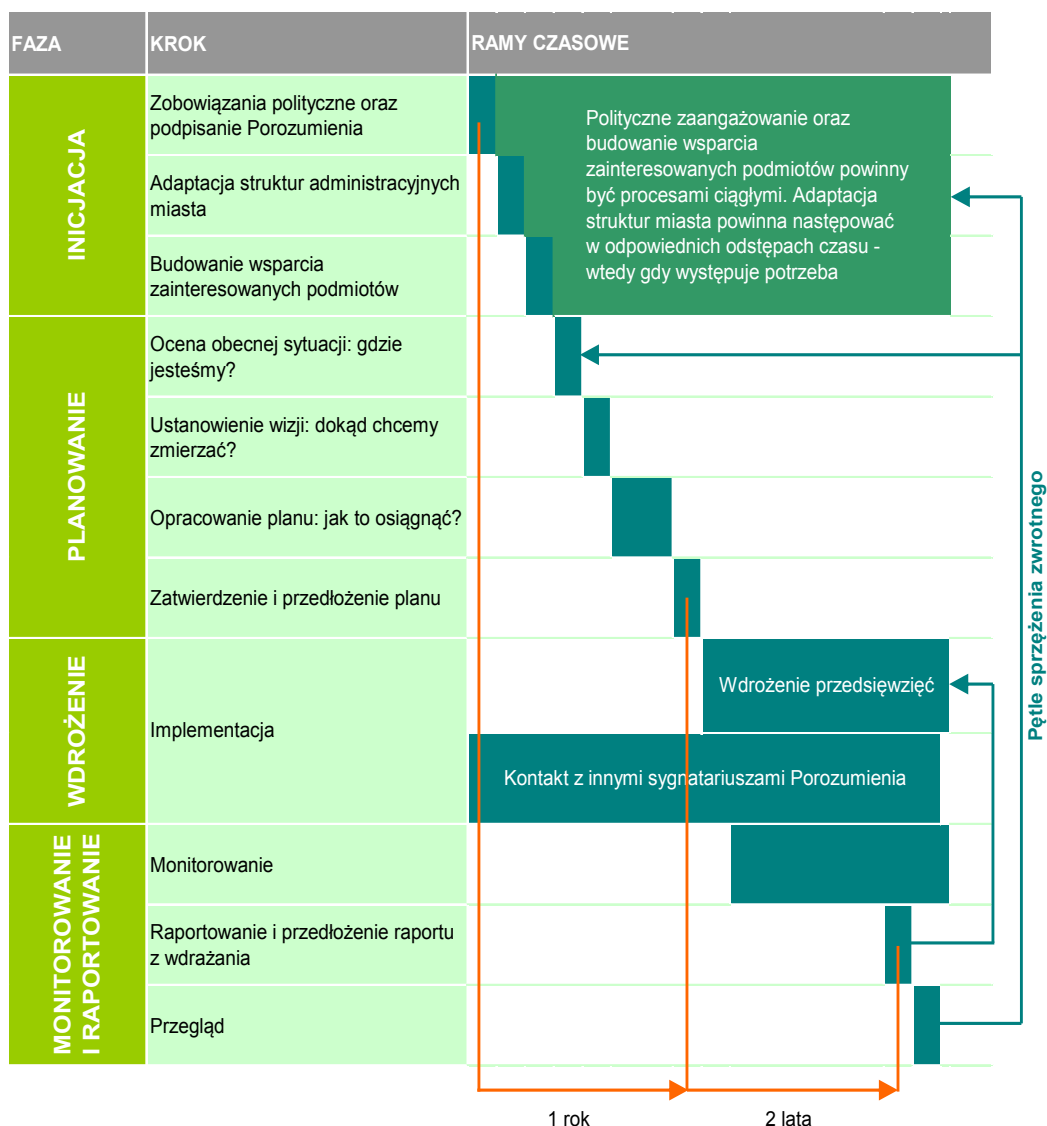 FAZA
KROK
RAMY CZASOWE
INICJACJA
Zobowiązania polityczne oraz
podpisanie Porozumienia
Adaptacja struktur administracyjnych
miasta
Budowanie wsparcia
zainteresowanych podmiotów
Polityczne zaangażowanie oraz
budowanie wsparcia
zainteresowanych podmiotów powinny
być procesami ciągłymi. Adaptacja
struktur miasta powinna następować
w odpowiednich odstępach czasu -
wtedy gdy występuje potrzeba
PLANOWANIE
Ocena obecnej sytuacji: gdzie
jesteśmy?
Ustanowienie wizji: dokąd chcemy
zmierzać?
Opracowanie planu: jak to osiągnąć?
Zatwierdzenie i przedłożenie planu
WDROŻENIE
Implementacja
Wdrożenie przedsięwzięć
Kontakt z innymi sygnatariuszami Porozumienia
MONITOROWANIE
I RAPORTOWANIE
Monitorowanie
Raportowanie i przedłożenie raportu
z wdrażania
Przegląd
Pętle sprzężenia zwrotnego
1 rok
2 lata